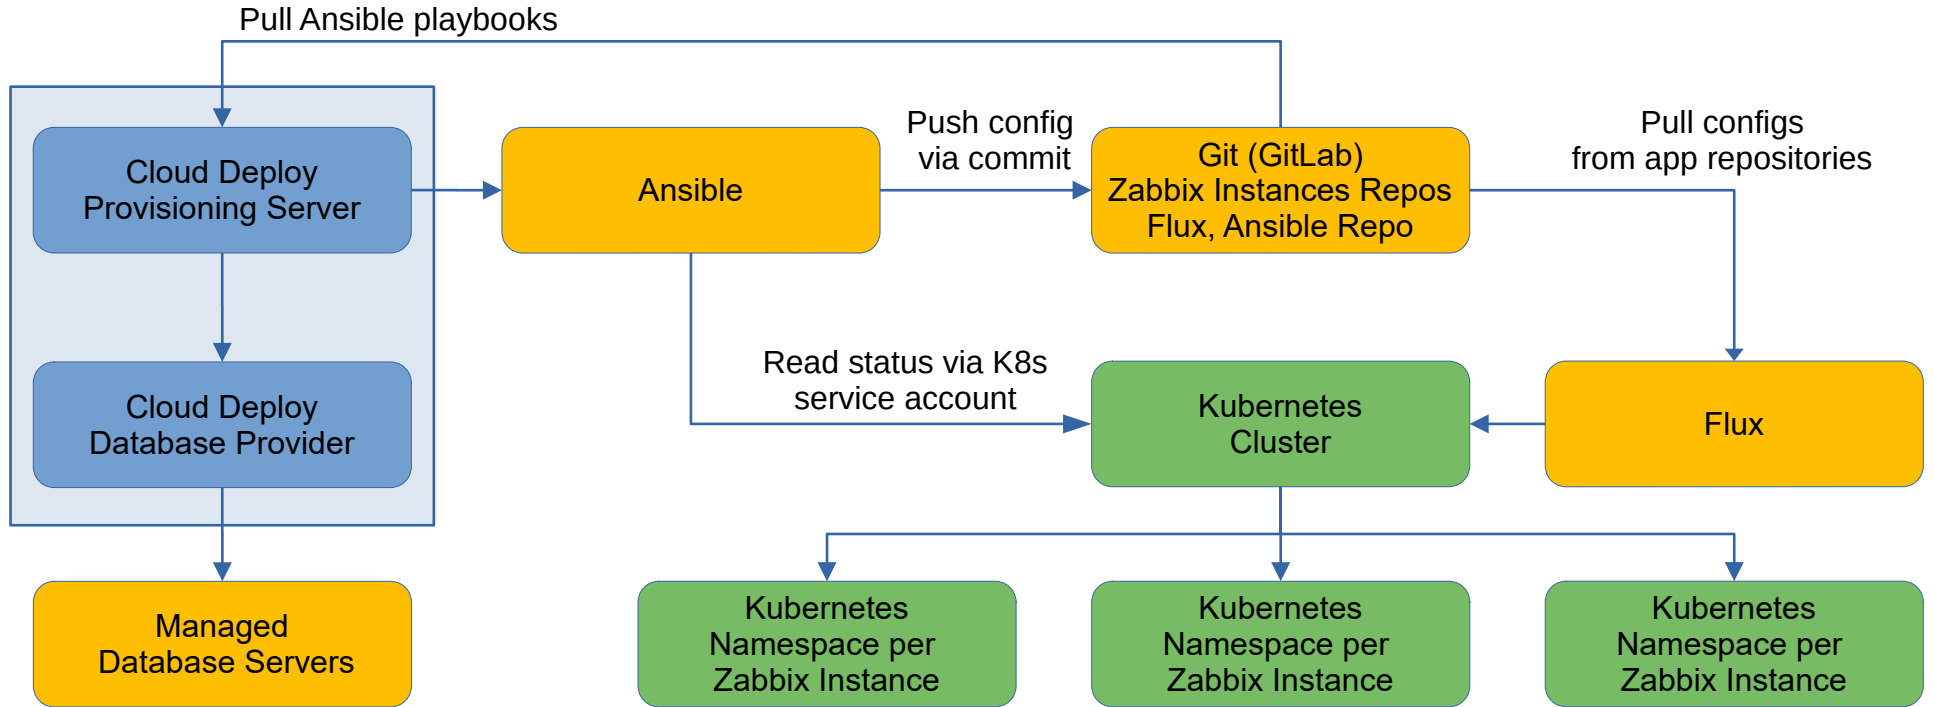 Pull Ansible playbooks
Cloud Deploy
Provisioning Server
Ansible
Push config
via commit
Git (GitLab)
Zabbix Instances Repos
Flux, Ansible Repo
Pull configs
from app repositories
Cloud Deploy
Database Provider
Read status via K8s
service account
Kubernetes
Cluster
Flux
Managed
Database Servers
Kubernetes
Namespace per
Zabbix Instance
Kubernetes
Namespace per
Zabbix Instance
Kubernetes
Namespace per
Zabbix Instance